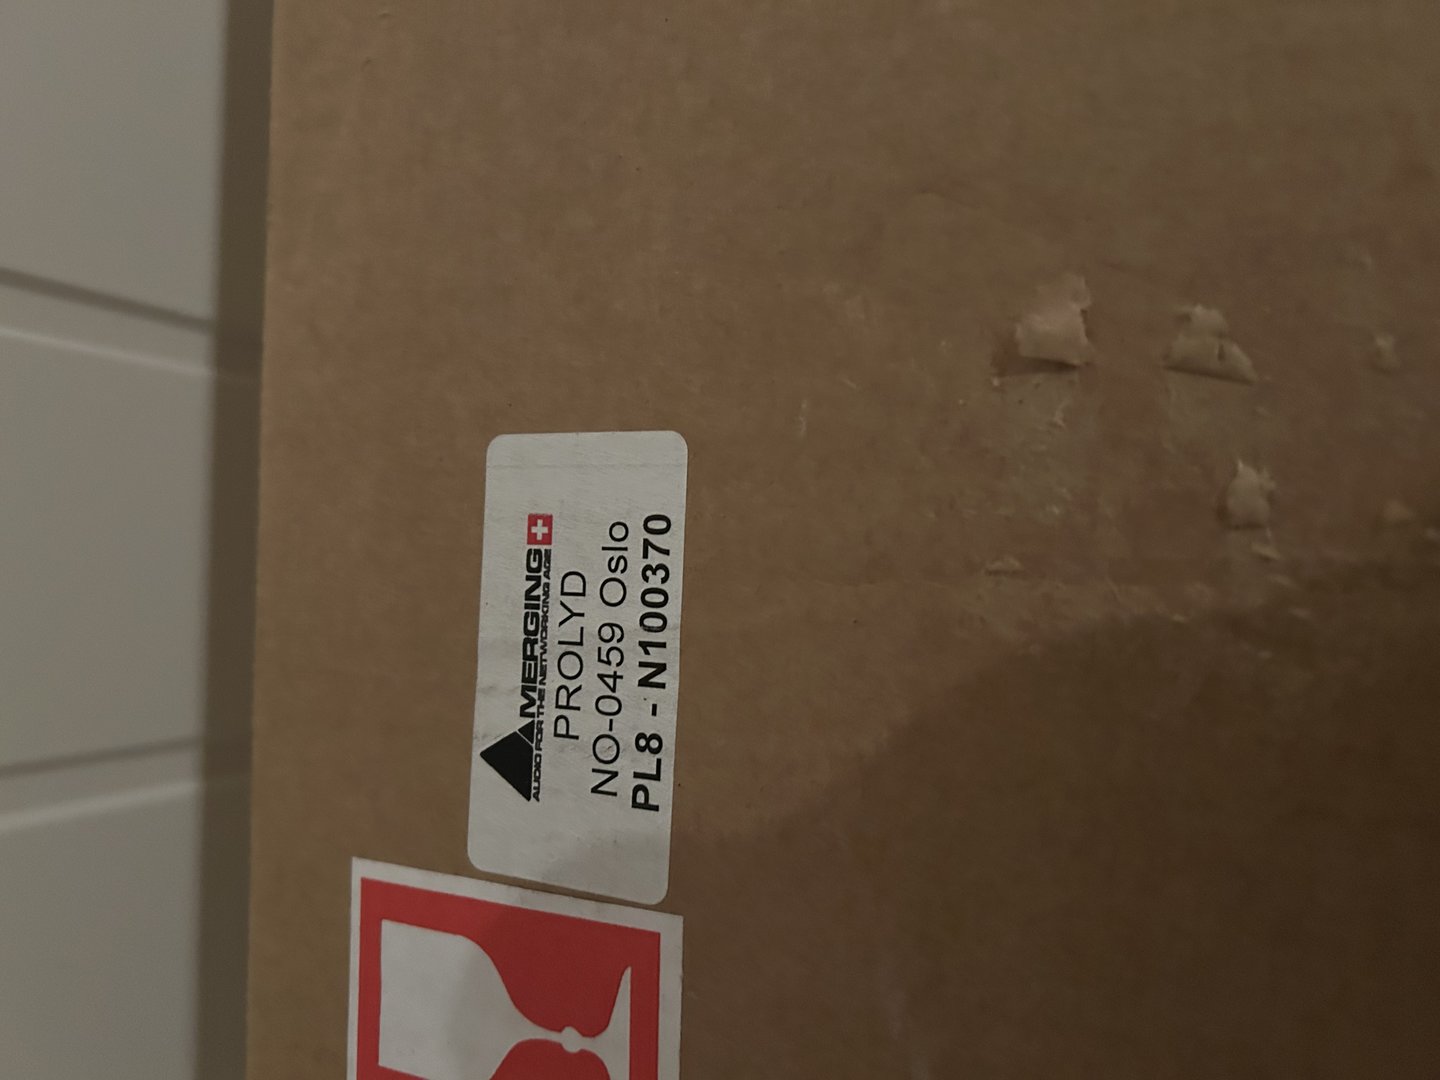 MERGING
AUDIO FOR THE NETWORKING AGE
PROLYD
NO-0459 Oslo
PL8 - N100370